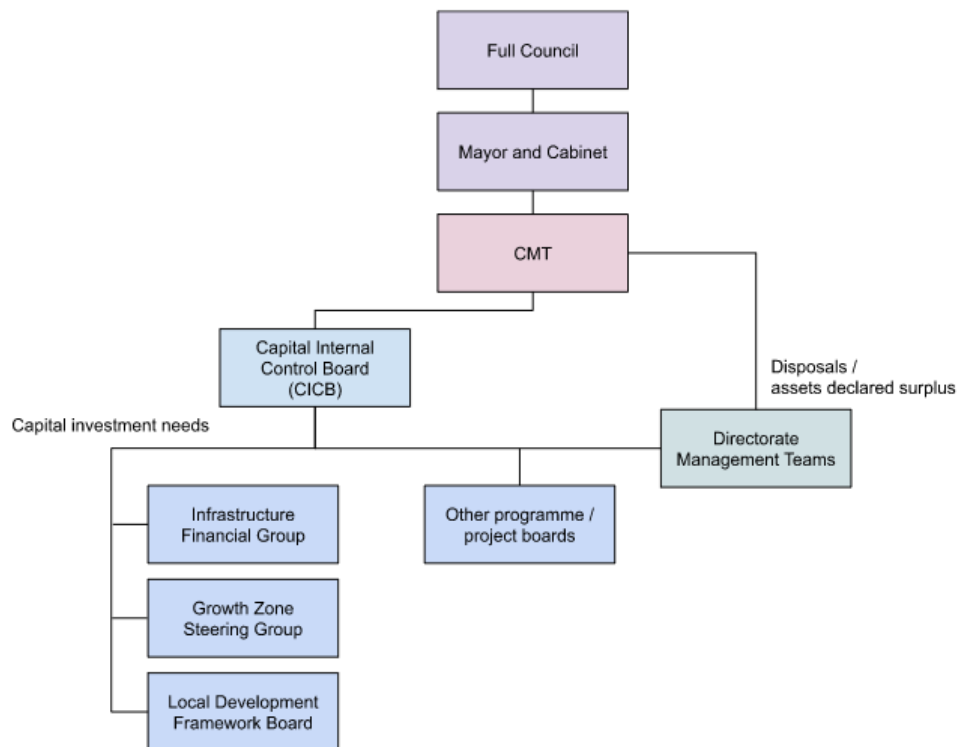 Full Council
Mayor and Cabinet
CMT
Capital Internal
Control Board
(CICB)
Disposals /
assets declared surplus
Capital investment needs
Directorate
Management Teams
Infrastructure
Financial Group
Other programme /
project boards
Growth Zone
Steering Group
Local Development
Framework Board